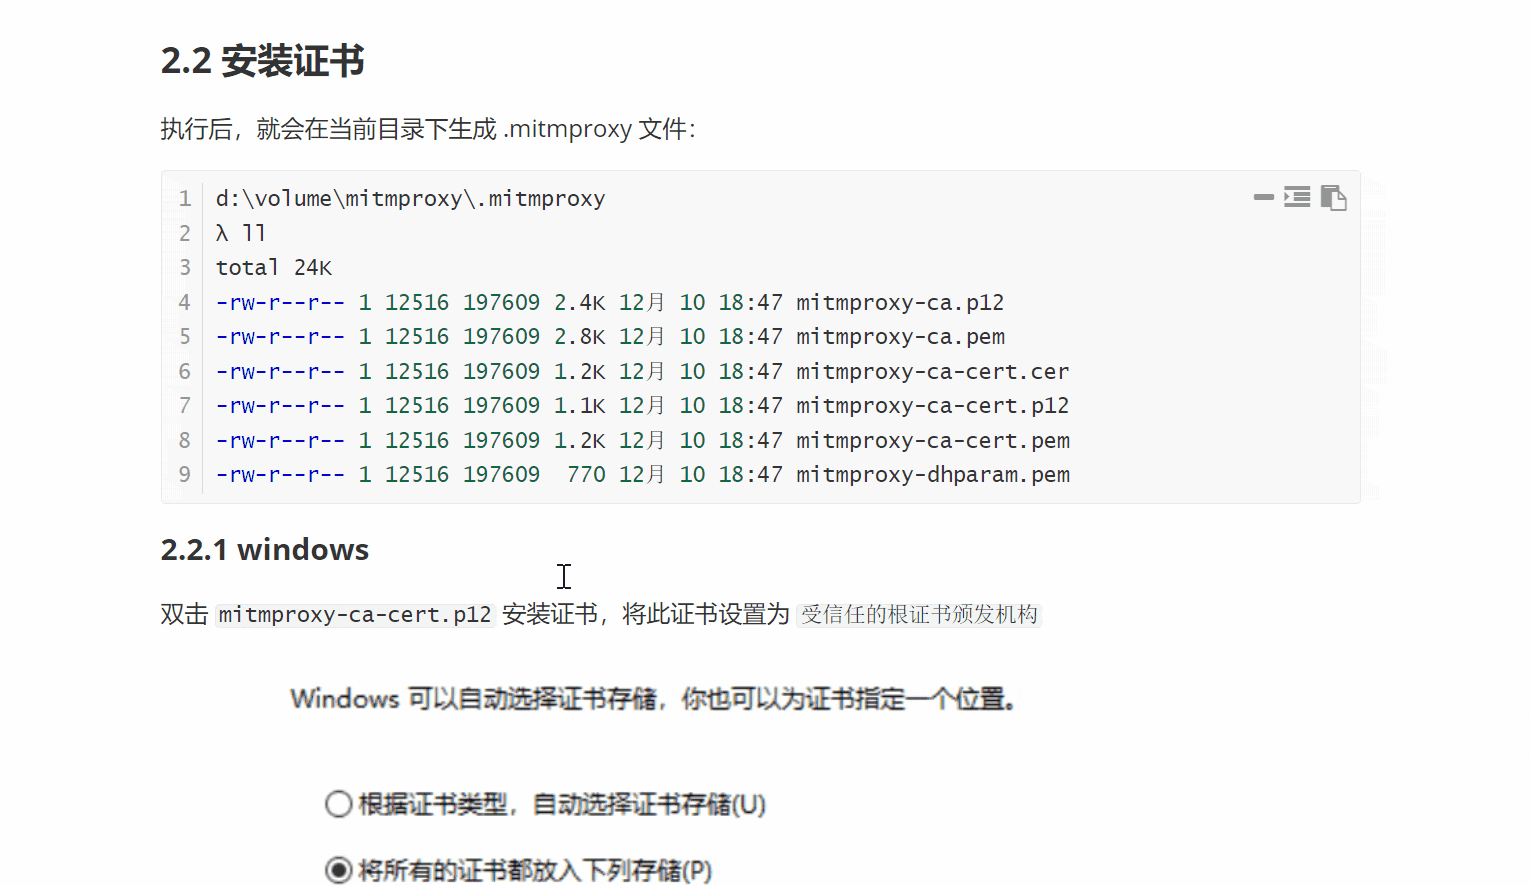 2.2 安装证书
执行后，就会在当前目录下生成 .mitmproxy 文件：
1 d:\volume\mitmproxy\.mitmproxy
2 λ ll
3 total 24K
4 -rw-r--r-- 1 12516 197609 2.4K 12月 10 18:47 mitmproxy-ca.p12
5 -rw-r--r-- 1 12516 197609 2.8K 12月 10 18:47 mitmproxy-ca.pem
6 -rw-r--r-- 1 12516 197609 1.2K 12月 10 18:47 mitmproxy-ca-cert.cer
7 -rw-r--r-- 1 12516 197609 1.1K 12月 10 18:47 mitmproxy-ca-cert.p12
8 -rw-r--r-- 1 12516 197609 1.2K 12月 10 18:47 mitmproxy-ca-cert.pem
9 -rw-r--r-- 1 12516 197609  770 12月 10 18:47 mitmproxy-dhparam.pem
2.2.1 windows
双击 mitmproxy-ca-cert.p12 安装证书，将此证书设置为 受信任的根证书颁发机构
Windows 可以自动选择证书存储，你也可以为证书指定一个位置。
根据证书类型，自动选择证书存储(U)
将所有的证书都放入下列存储(P)